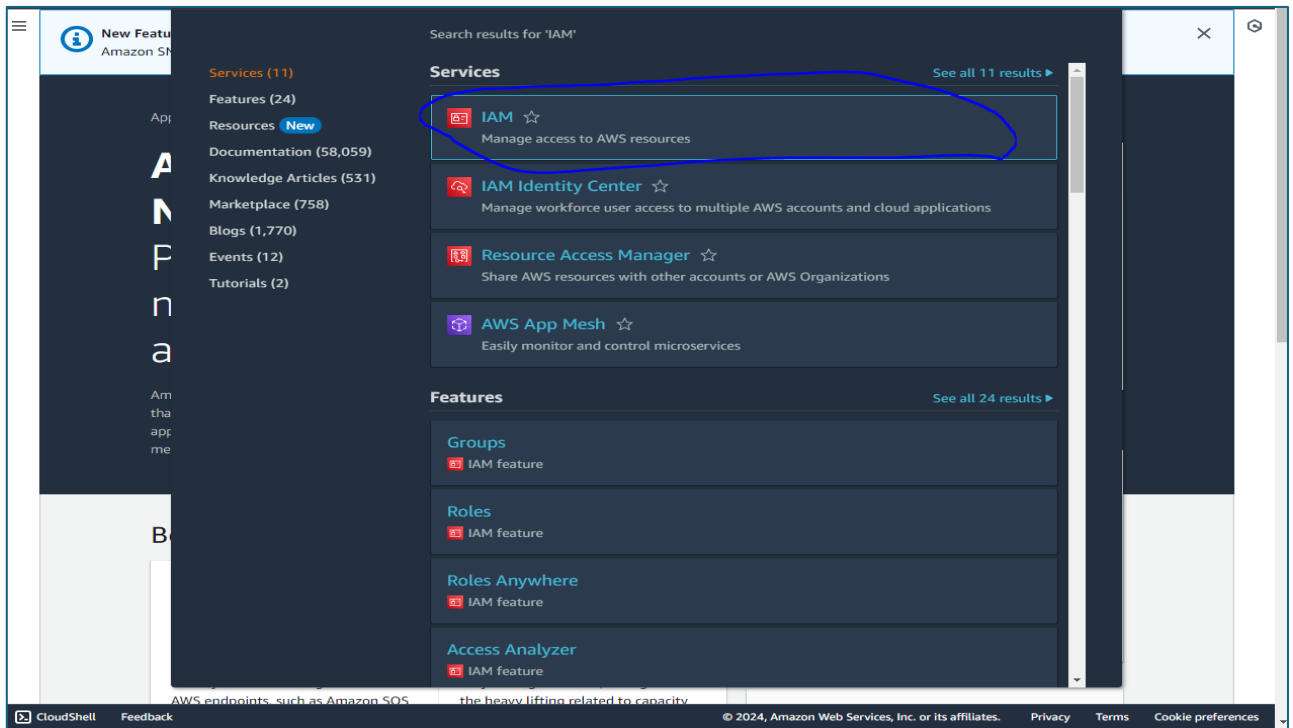 New Featu
Amazon SN
Search results for 'IAM'
Services (11)
Features (24)
Resources New
Documentation (58,059)
Knowledge Articles (531)
Marketplace (758)
Blogs (1,770)
Events (12)
Tutorials (2)
Services
See all 11 results
IAM
Manage access to AWS resources
IAM Identity Center
Manage workforce user access to multiple AWS accounts and cloud applications
Resource Access Manager
Share AWS resources with other accounts or AWS Organizations
AWS App Mesh
Easily monitor and control microservices
Features
See all 24 results
Groups
IAM feature
Roles
IAM feature
Roles Anywhere
IAM feature
Access Analyzer
IAM feature
App
A
N
P
n
a
Am
tha
app
me
B
AWS endpoints, such as Amazon SQS
the heavy lifting related to capacity
CloudShell
Feedback
© 2024, Amazon Web Services, Inc. or its affiliates.
Privacy
Terms
Cookie preferences